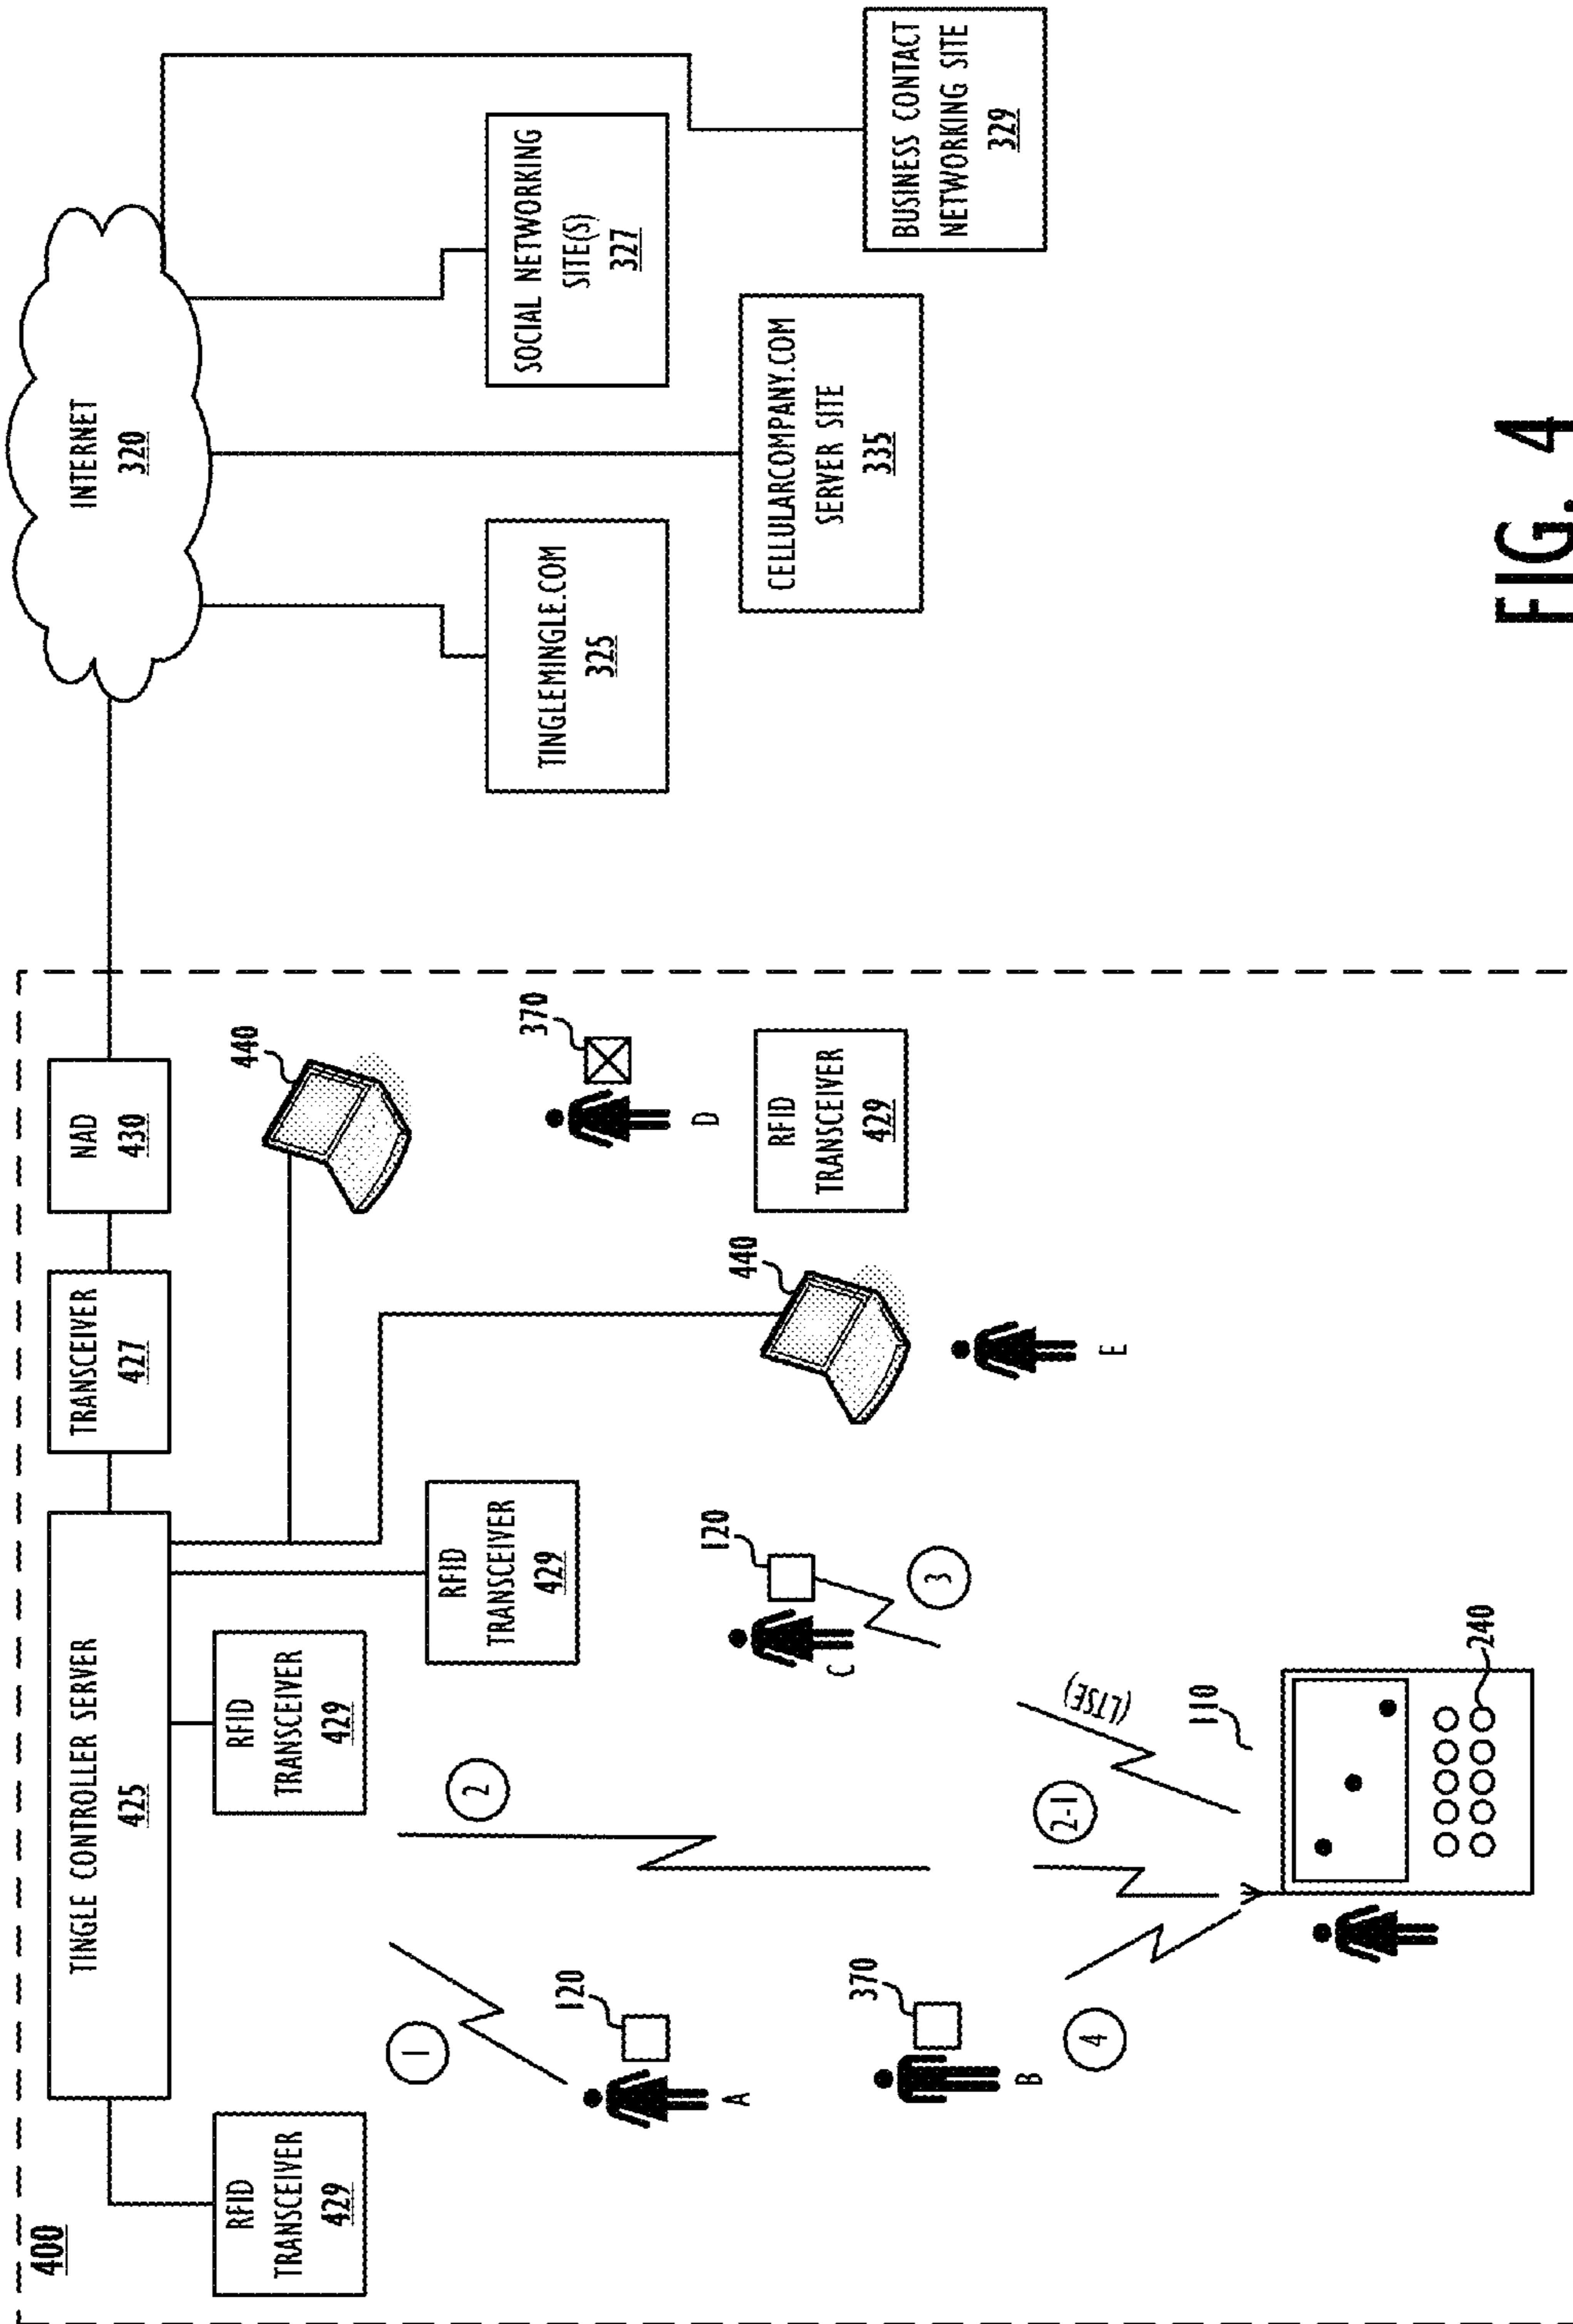 400
TINGLE CONTROLLER SERVER
425
TRANSCEIVER
427
NAD
430
INTERNET
320
RFID
TRANSCEIVER
429
RFID
TRANSCEIVER
429
RFID
TRANSCEIVER
429
RFID
TRANSCEIVER
429
440
440
TINGLEMINGLE.COM
325
SOCIAL NETWORKING
SITE(S)
327
CELLULARCOMPANY.COM
SERVER SITE
335
BUSINESS CONTACT
NETWORKING SITE
329
1
2
120
A
370
B
4
2-1
(LTSE)
110
240
120
C
3
370
D
E
FIG. 4